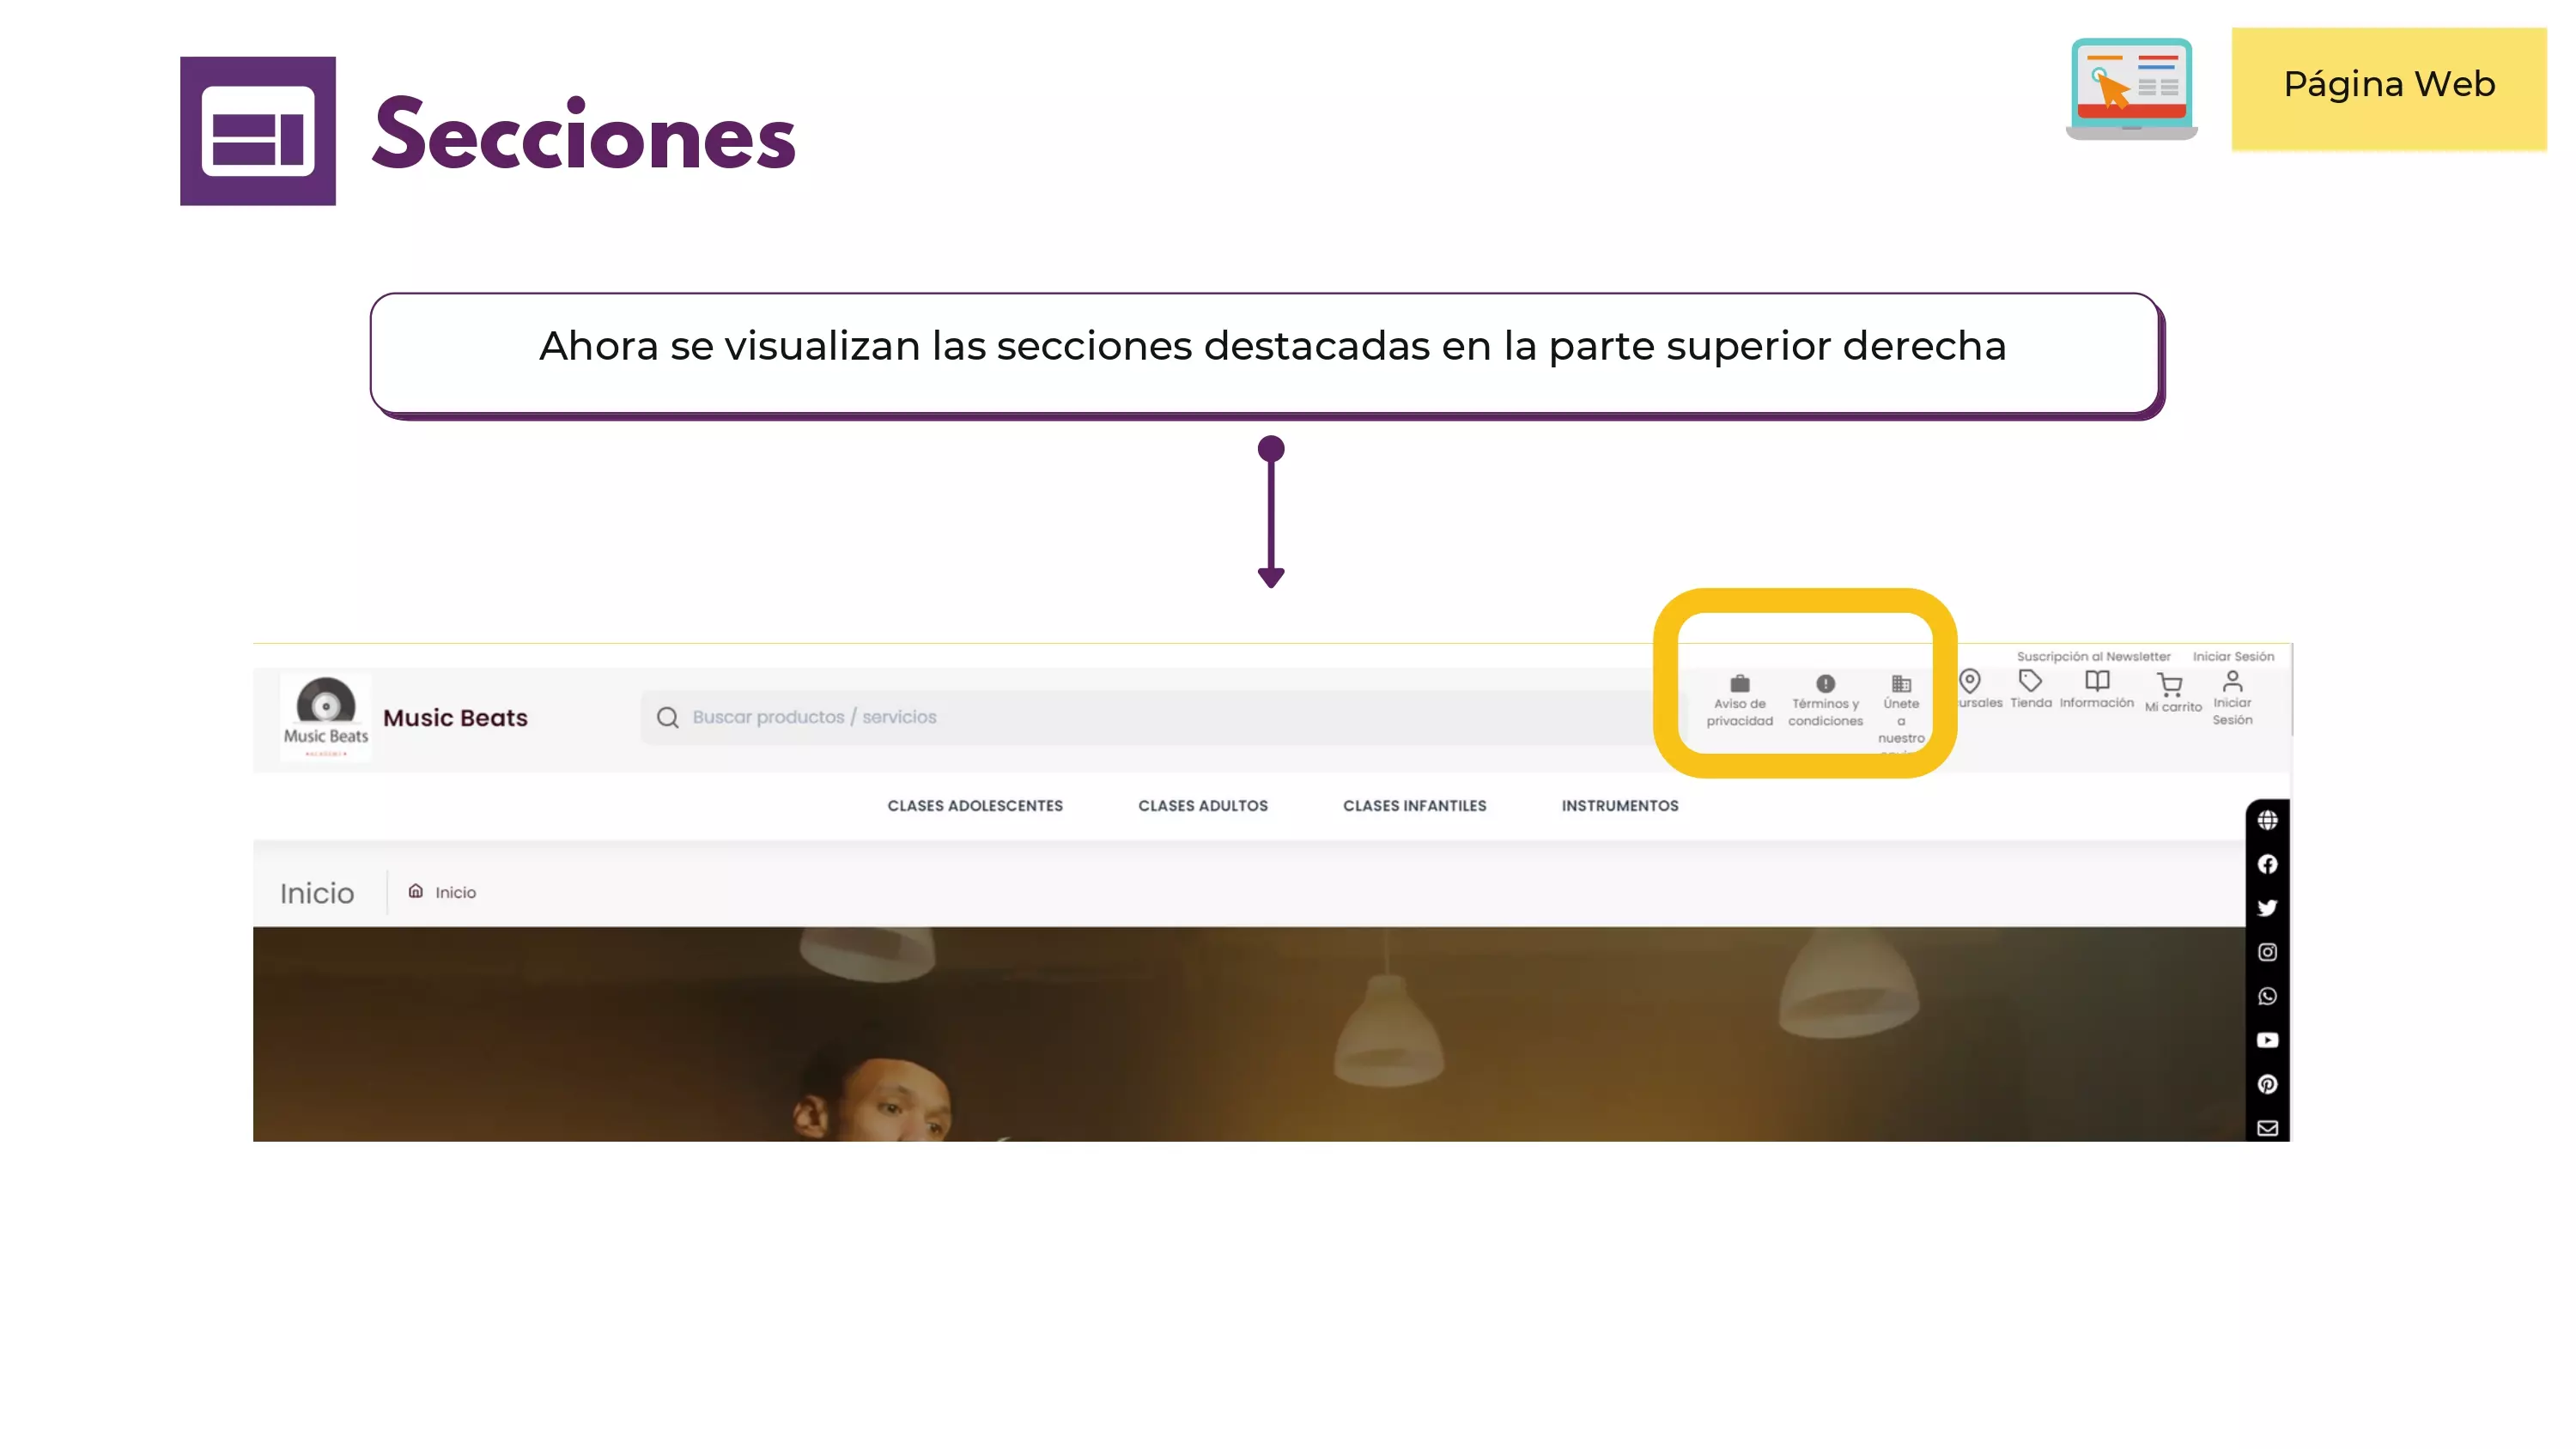 Secciones
Página Web
Ahora se visualizan las secciones destacadas en la parte superior derecha
Suscripción al Newsletter Iniciar Sesión
Music Beats
Music Beats
Buscar productos / servicios
Aviso de
privacidad
Términos y
condiciones
Únete
a
nuestro
Tienda
Información
Mi carrito
Iniciar
Sesión
CLASES ADOLESCENTES CLASES ADULTOS CLASES INFANTILES INSTRUMENTOS
Inicio
Inicio